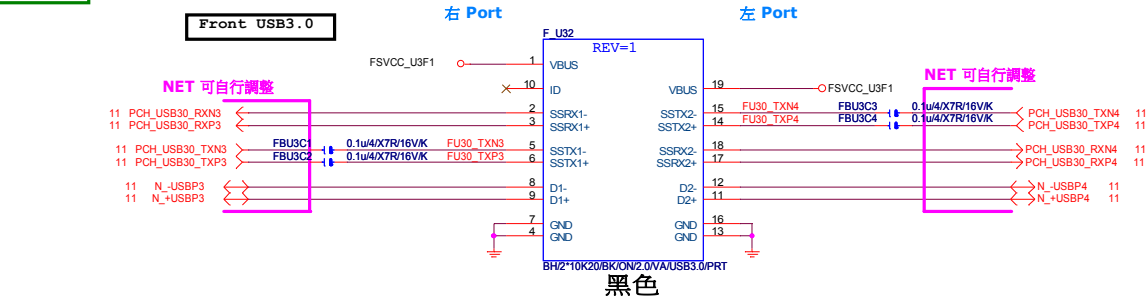 右 Port
左 Port
Front USB3.0
F_U32
REV=1
FSVCC_U3F1
1
VBUS
10
ID
VBUS
19
FSVCC_U3F1
NET 可自行調整
NET 可自行調整
11 PCH_USB30_RXN3
2
SSRX1-
11 PCH_USB30_RXP3
3
SSRX1+
SSTX2-
15
FU30_TXN4
FBU3C3
0.1u/4/X7R/16V/K
PCH_USB30_TXN4 11
SSTX2+
14
FU30_TXP4
FBU3C4
0.1u/4/X7R/16V/K
PCH_USB30_TXP4 11
11 PCH_USB30_TXN3
FBU3C1
0.1u/4/X7R/16V/K
FU30_TXN3
5
SSTX1-
11 PCH_USB30_TXP3
FBU3C2
0.1u/4/X7R/16V/K
FU30_TXP3
6
SSTX1+
SSRX2-
18
PCH_USB30_RXN4 11
SSRX2+
17
PCH_USB30_RXP4
11 N_-USBP3
8
D1-
11 N_+USBP3
9
D1+
D2-
12
N_-USBP4 11
D2+
11
N_+USBP4 11
7
GND
4
GND
GND
16
GND
13
BH/2*10K20/BK/ON/2.0/VA/USB3.0/PRT
黑色